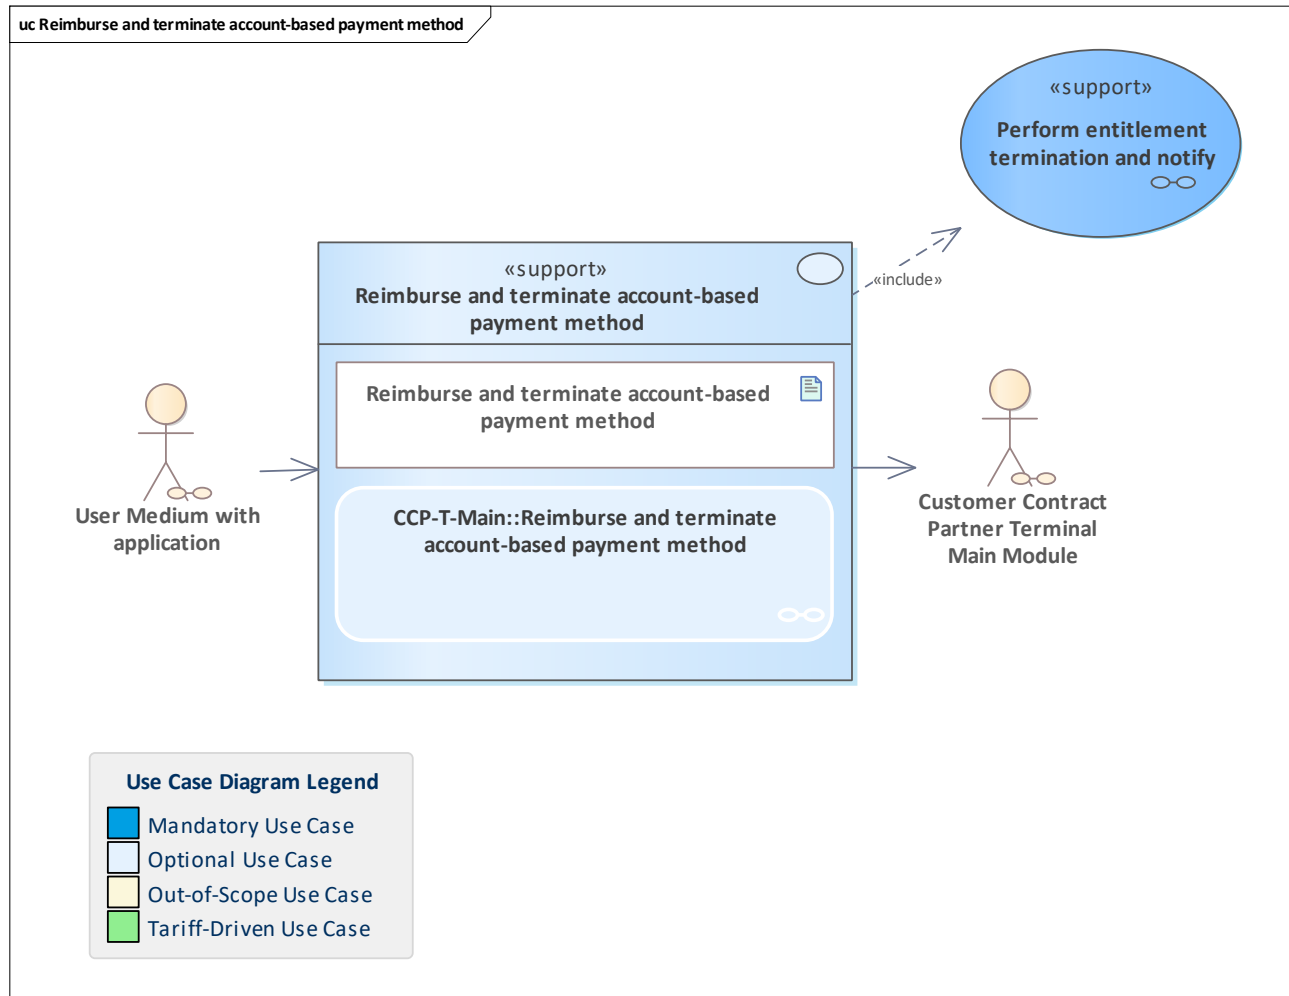 uc Reimburse and terminate account-based payment method
«support»
Perform entitlement
termination and notify
«include»
«support»
Reimburse and terminate account-based
payment method
Reimburse and terminate account-based
payment method
CCP-T-Main::Reimburse and terminate
account-based payment method
User Medium with
application
Customer Contract
Partner Terminal
Main Module
Use Case Diagram Legend
Mandatory Use Case
Optional Use Case
Out-of-Scope Use Case
Tariff-Driven Use Case